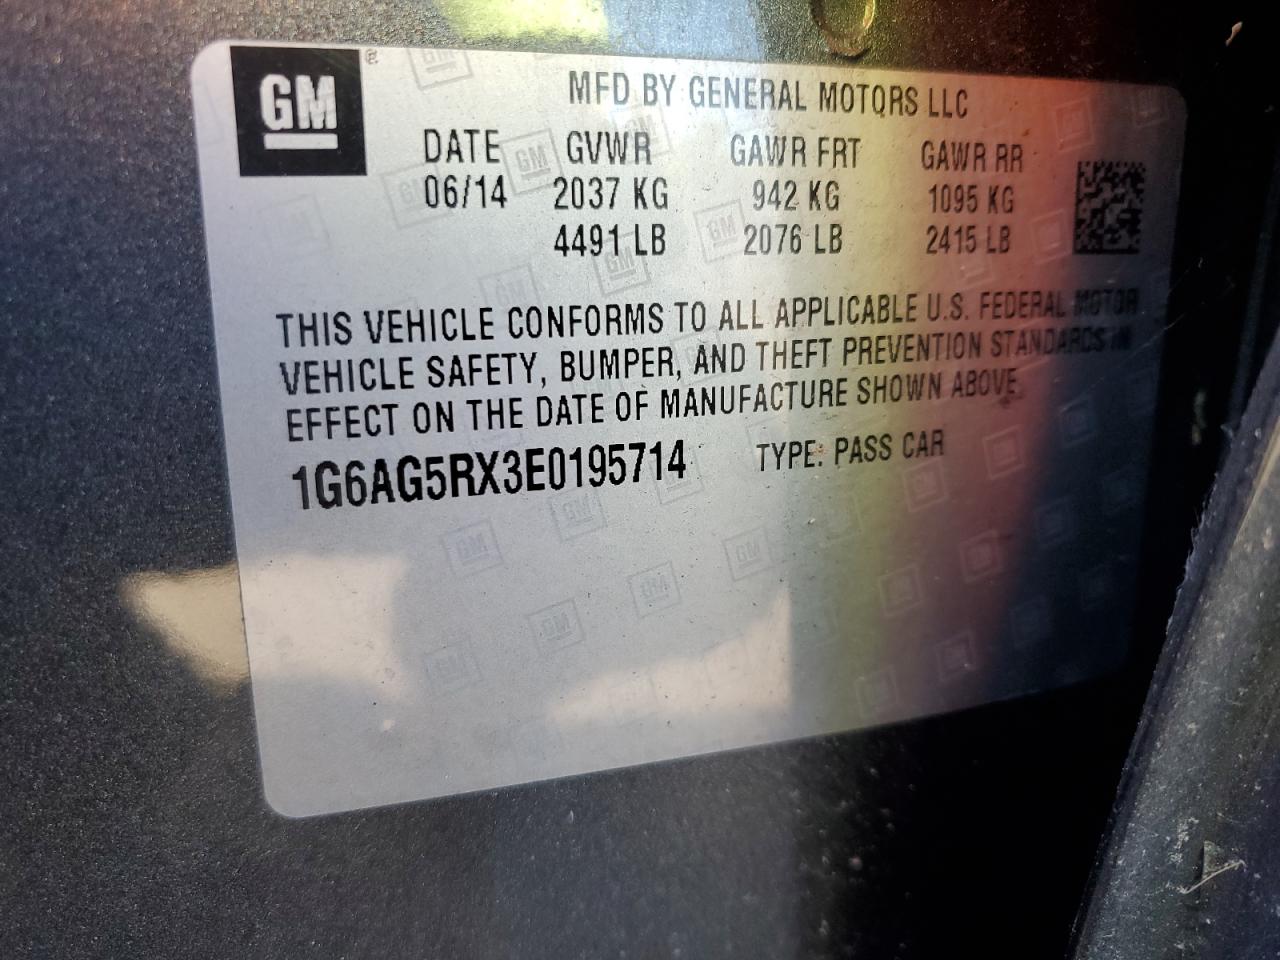 GM ®
MFD BY GENERAL MOTORS LLC
DATE GVWR GAWR FRT GAWR RR
06/14 2037 KG 942 KG 1095 KG
4491 LB 2076 LB 2415 LB
THIS VEHICLE CONFORMS TO ALL APPLICABLE U.S. FEDERAL MOTOR
VEHICLE SAFETY, BUMPER, AND THEFT PREVENTION STANDARDS IN
EFFECT ON THE DATE OF MANUFACTURE SHOWN ABOVE.
1G6AG5RX3E0195714 TYPE: PASS CAR